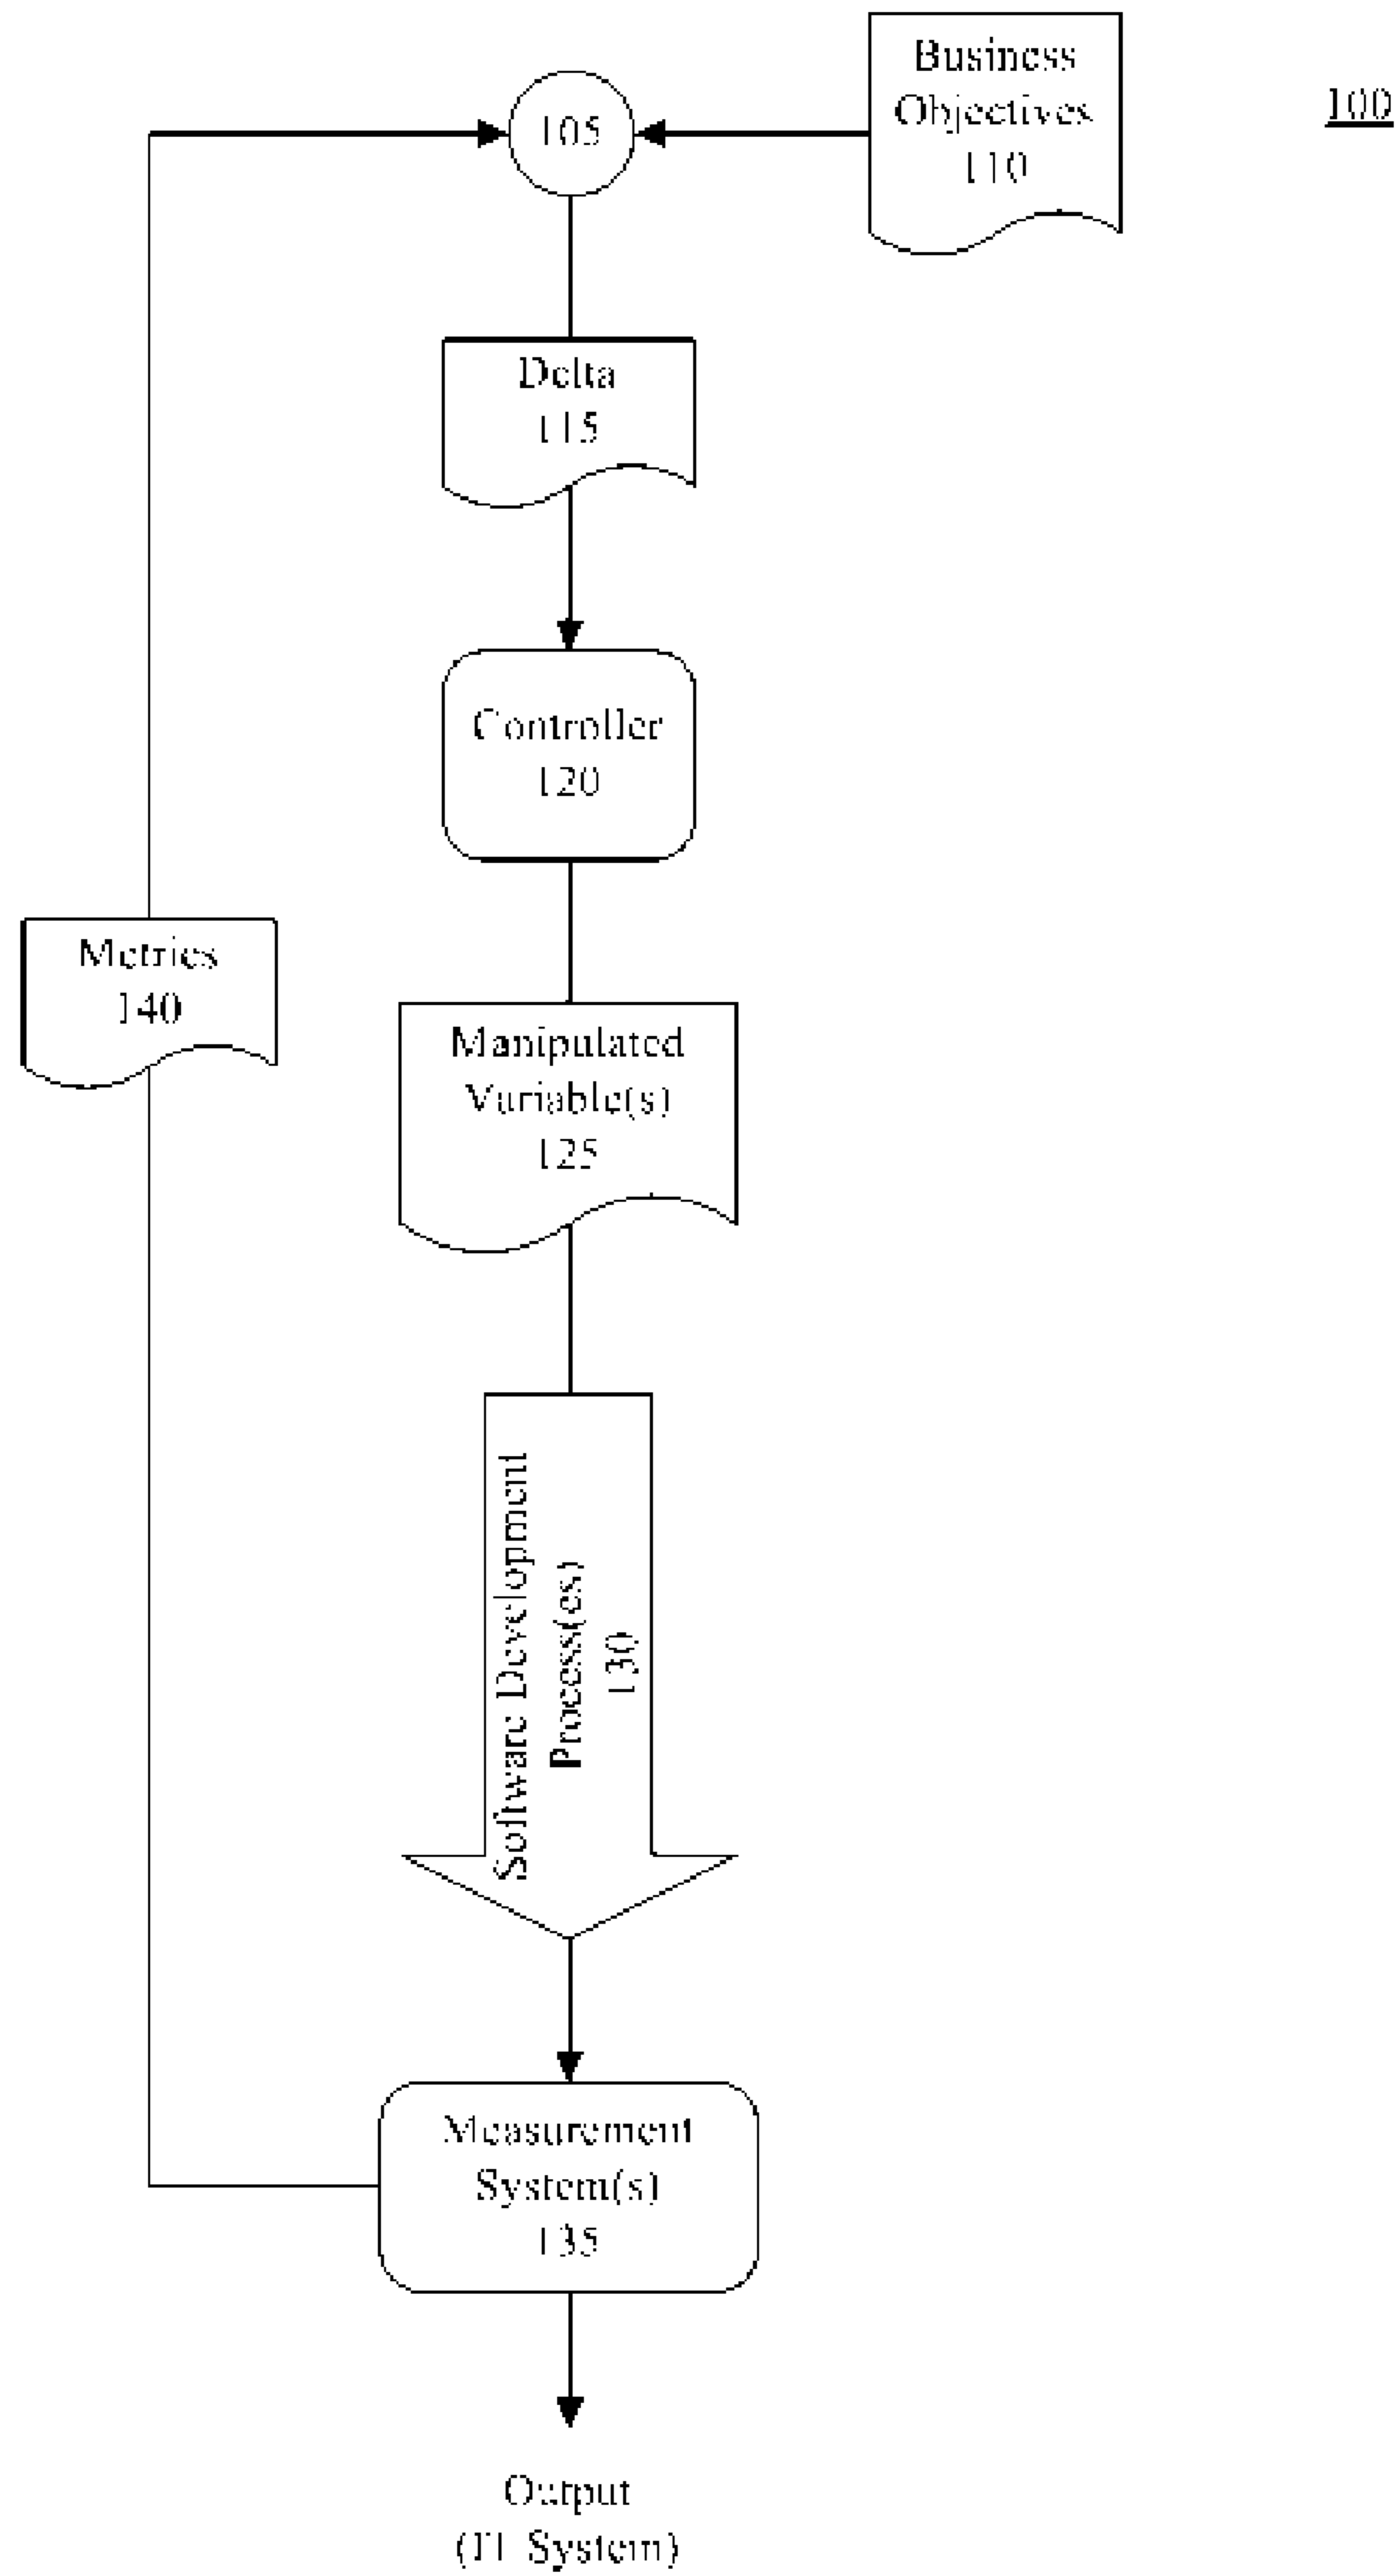 100
Business
Objectives
110
105
Delta
115
Controller
120
Metrics
140
Manipulated
Variable(s)
125
Software Development
Process(es)
130
Measurement
System(s)
135
Output
(IT System)